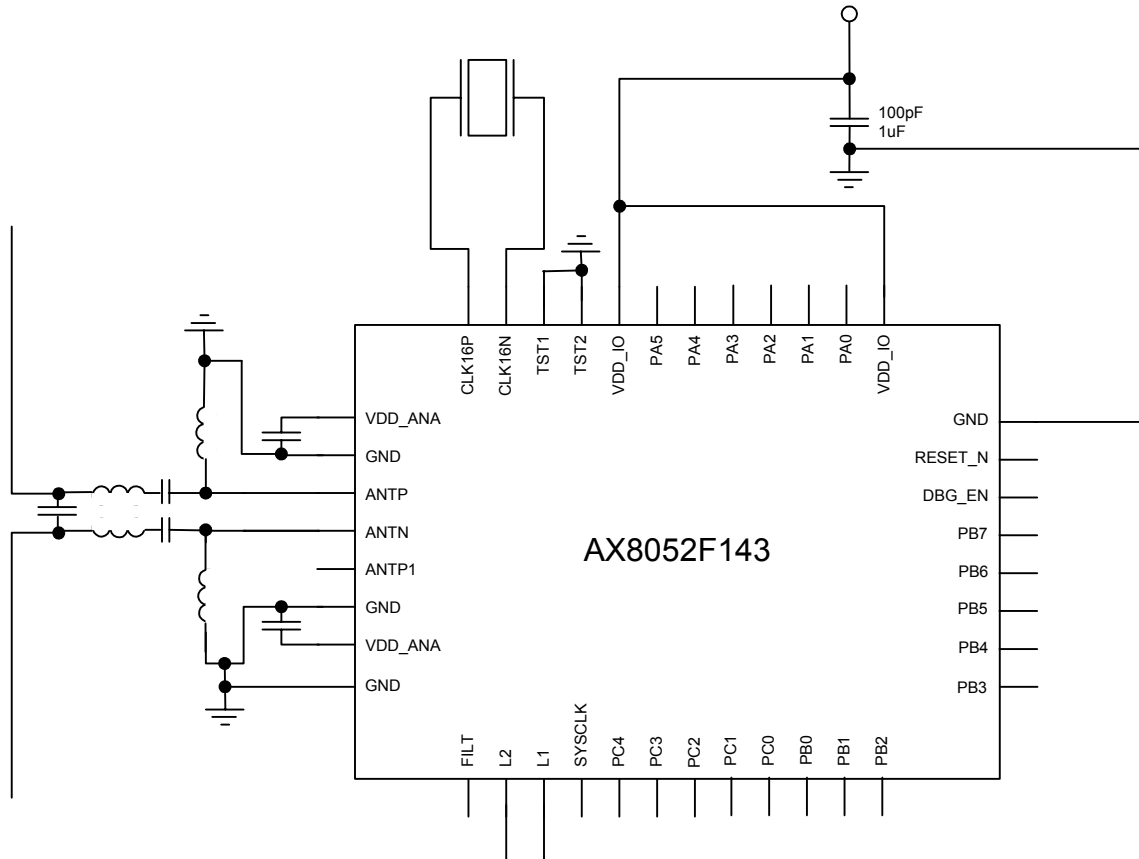 100pF
1uF
CLK16P
CLK16N
TST1
TST2
VDD_IO
PA5
PA4
PA3
PA2
PA1
PA0
VDD_IO
VDD_ANA
GND
ANTP
ANTN
ANTP1
GND
VDD_ANA
GND
AX8052F143
GND
RESET_N
DBG_EN
PB7
PB6
PB5
PB4
PB3
FILT
L2
L1
SYSCLK
PC4
PC3
PC2
PC1
PC0
PB0
PB1
PB2